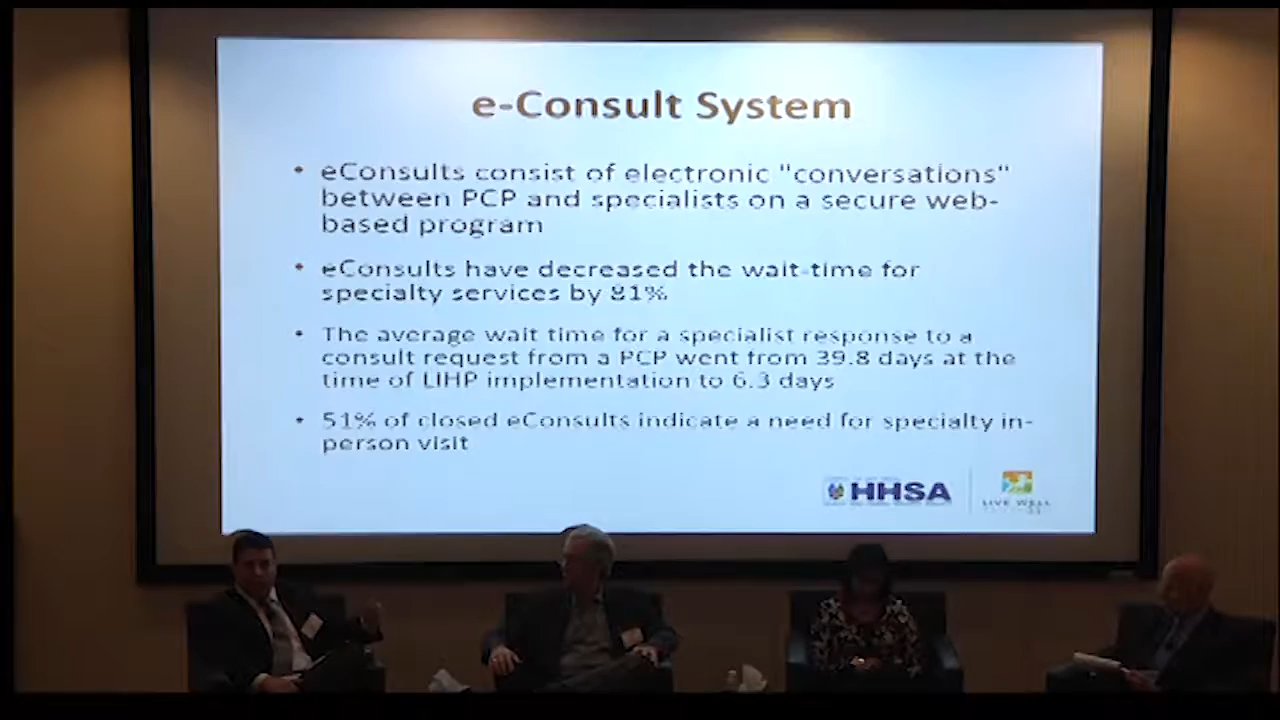 e-Consult System
• eConsults consist of electronic "conversations"
between PCP and specialists on a secure web-
based program
• eConsults have decreased the wait-time for
specialty services by 81%
• The average wait time for a specialist response to a
consult request from a PCP went from 39.8 days at the
time of LIHP implementation to 6.3 days
• 51% of closed eConsults indicate a need for specialty in-
person visit
HHSA
LIVE WELL